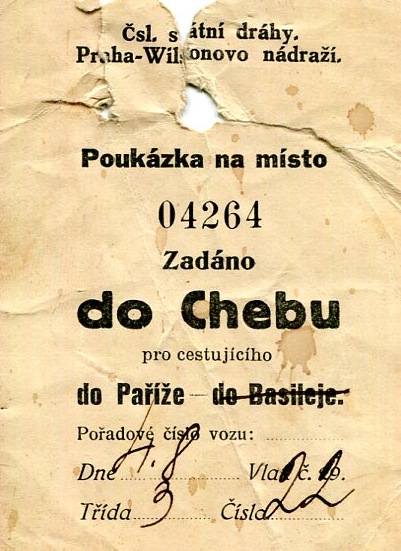 Čsl. státní dráhy.
Praha-Wilsonovo nádraží.
Poukázka na místo
04264
Zadáno
do Chebu
pro cestujícího
do Paříže — do Basileje.
Pořadové číslo vozu:
Dne 4.8 Vlak č.
Třída 3 Číslo 22